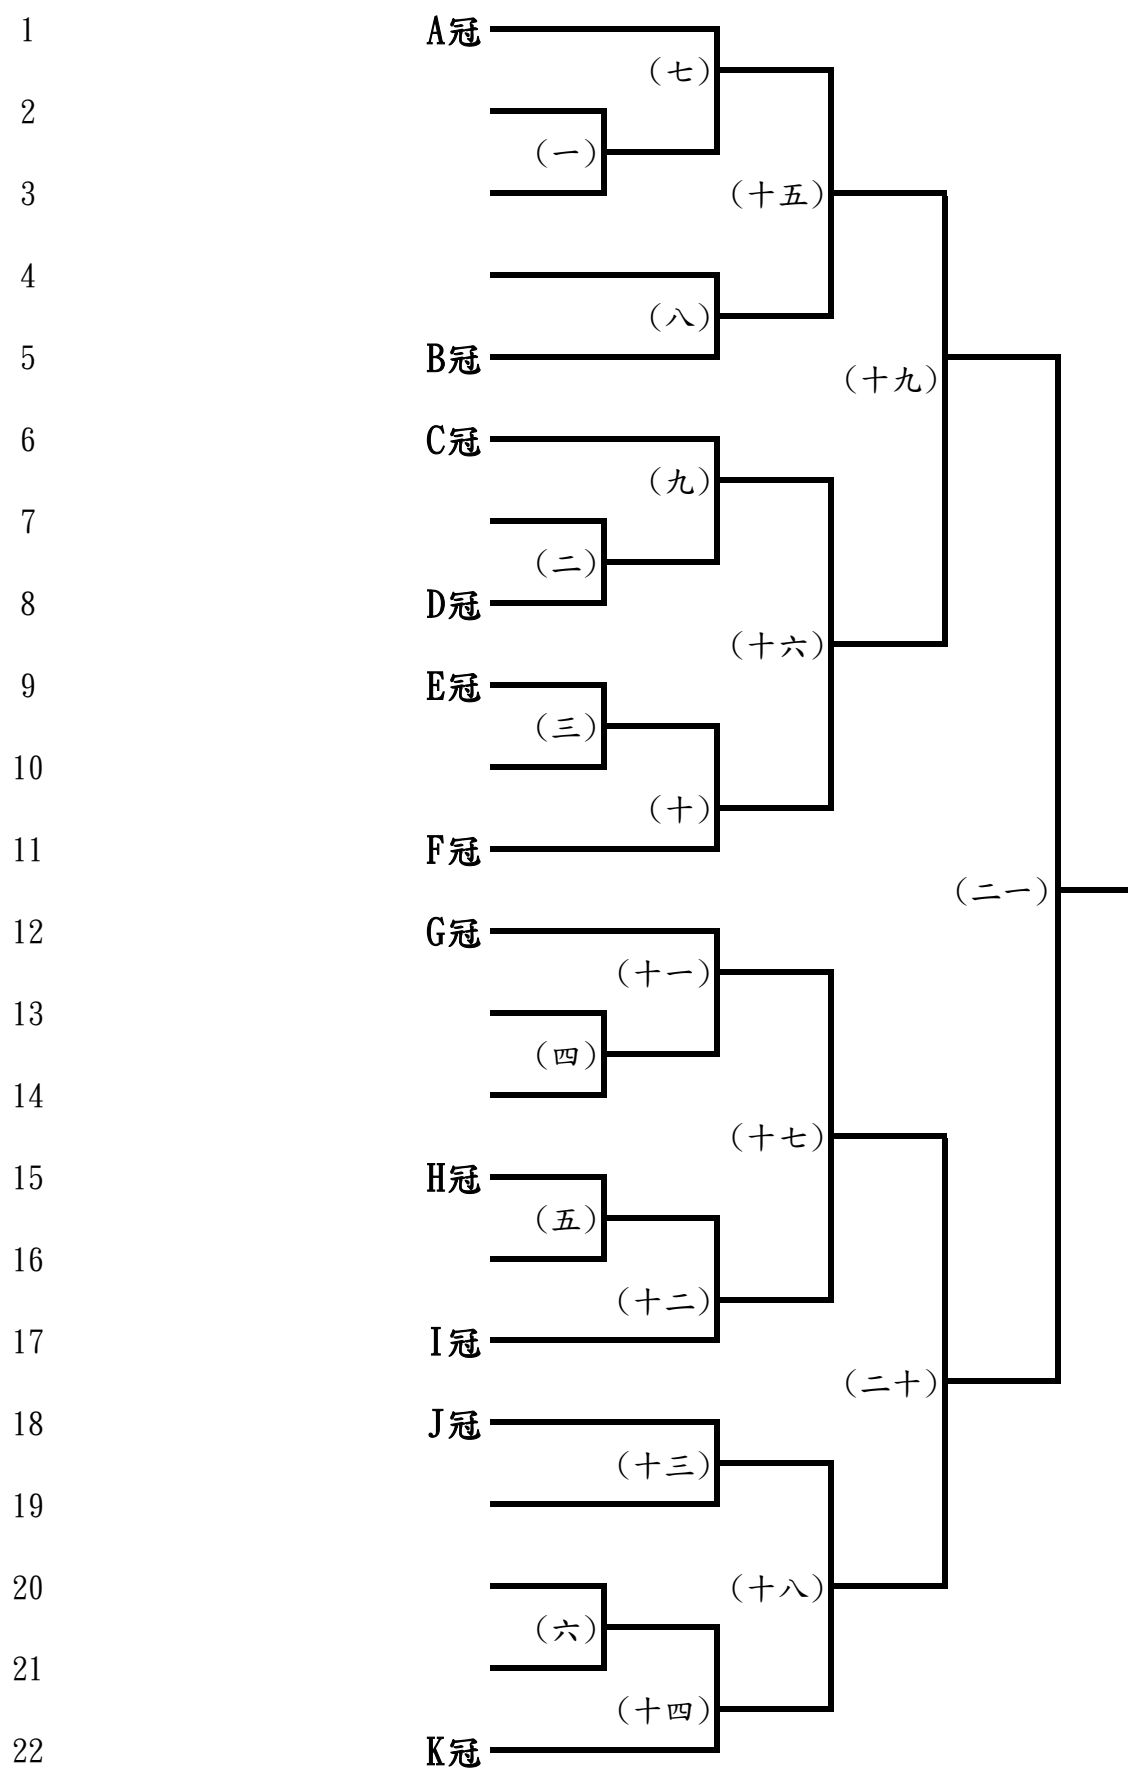 1 A冠
(七)
2
(一)
3
(十五)
4
(八)
5 B冠
(十九)
6 C冠
(九)
7
(二)
8 D冠
(十六)
9 E冠
(三)
10
(十)
11 F冠
(二一)
12 G冠
(十一)
13
(四)
14
(十七)
15 H冠
(五)
16
(十二)
17 I冠
(二十)
18 J冠
(十三)
19
20
(十八)
(六)
21
(十四)
22 K冠